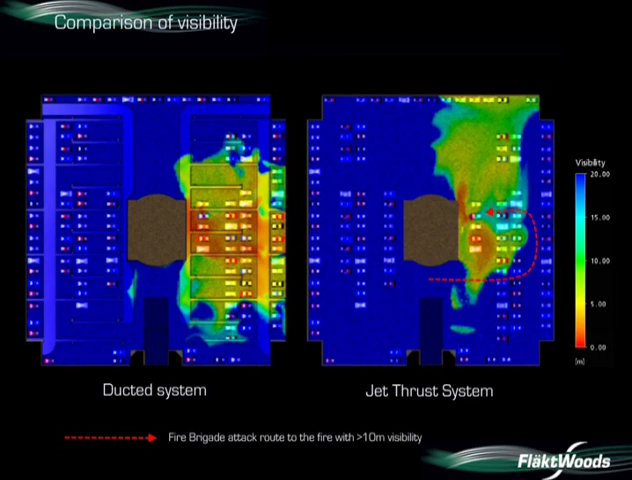 Comparison of visibility
Visibility
20.00
15.00
10.00
5.00
0.00
[m]
Ducted system
Jet Thrust System
Fire Brigade attack route to the fire with >10m visibility
FläktWoods